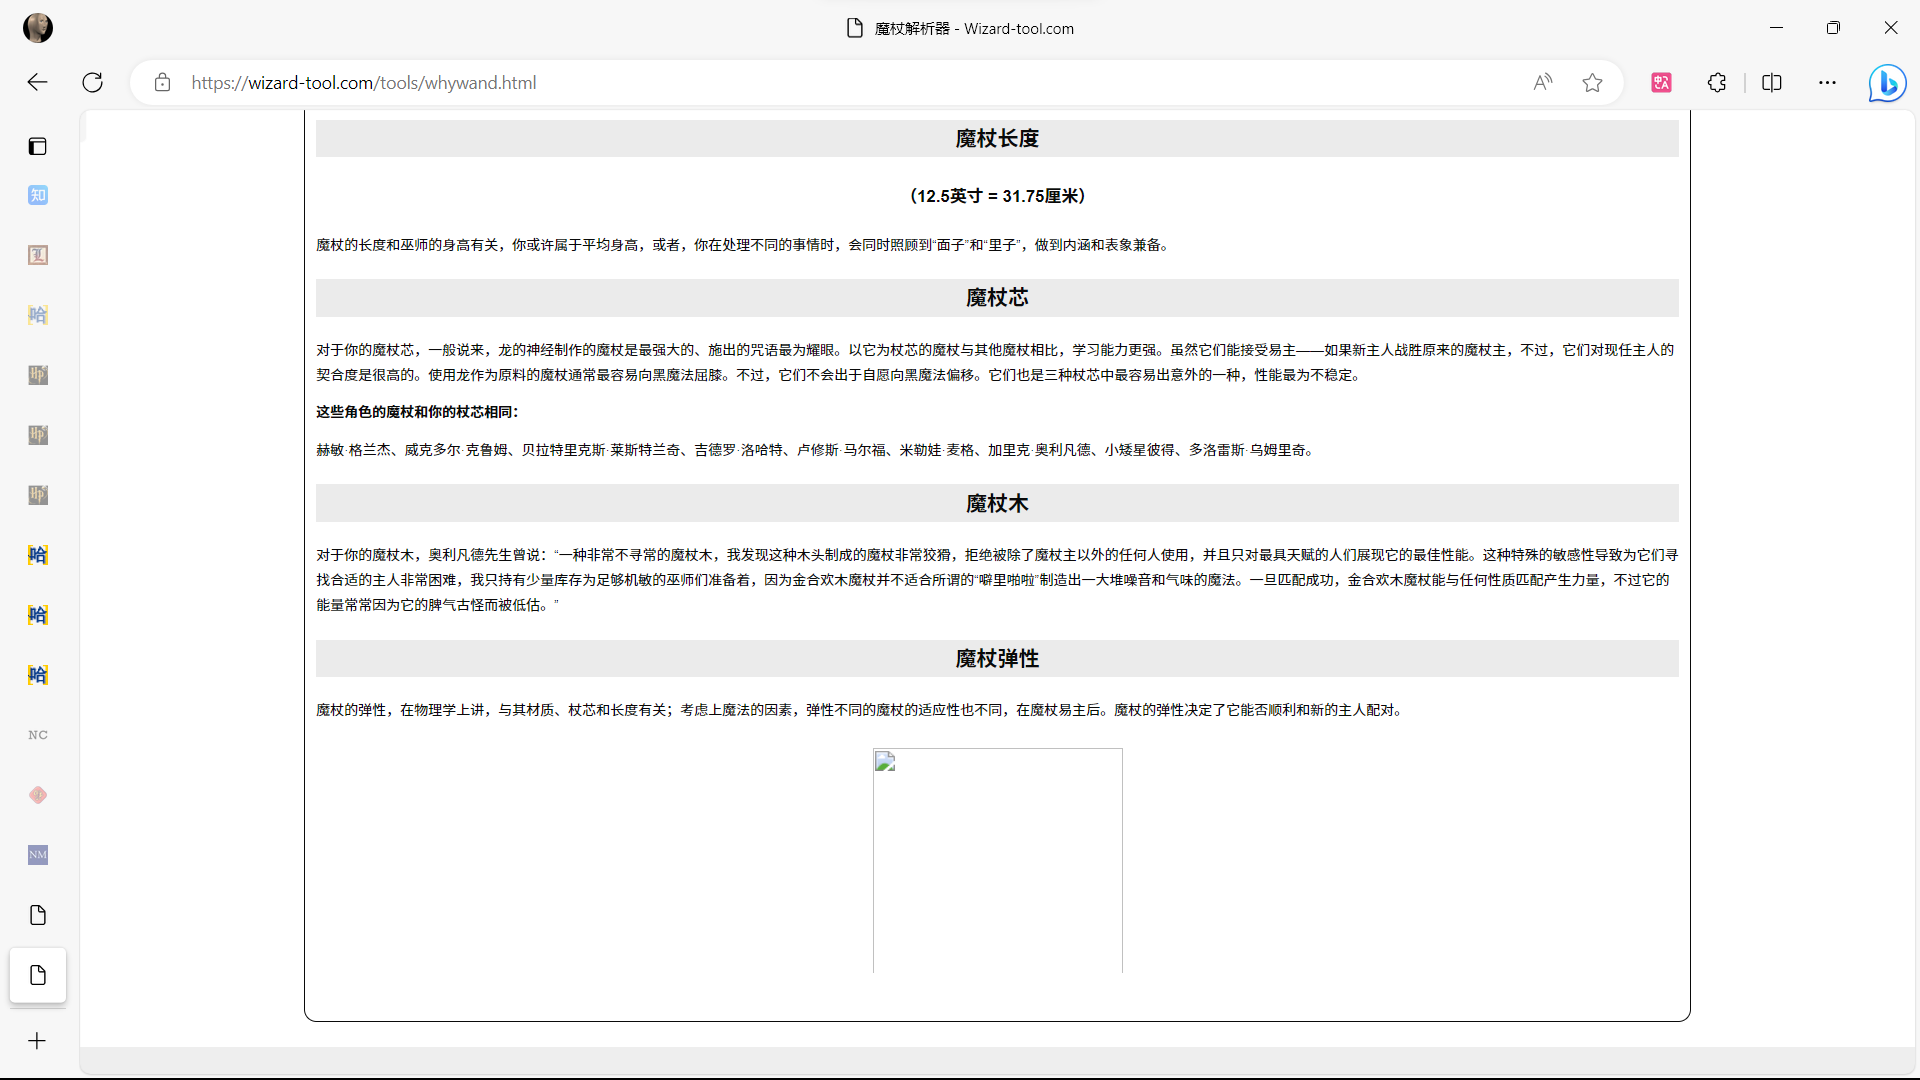 魔杖解析器 - Wizard-tool.com
https://wizard-tool.com/tools/whywand.html
魔杖长度
（12.5英寸 = 31.75厘米）
魔杖的长度和巫师的身高有关，你或许属于平均身高，或者，你在处理不同的事情时，会同时照顾到“面子”和“里子”，做到内涵和表象兼备。
魔杖芯
对于你的魔杖芯，一般说来，龙的神经制作的魔杖是最强大的、施出的咒语最为耀眼。以它为杖芯的魔杖与其他魔杖相比，学习能力更强。虽然它们能接受易主——如果新主人战胜原来的魔杖主，不过，它们对现任主人的
契合度是很高的。使用龙作为原料的魔杖通常最容易向黑魔法屈膝。不过，它们不会出于自愿向黑魔法偏移。它们也是三种杖芯中最容易出意外的一种，性能最为不稳定。
这些角色的魔杖和你的杖芯相同：
赫敏·格兰杰、威克多尔·克鲁姆、贝拉特里克斯·莱斯特兰奇、吉德罗·洛哈特、卢修斯·马尔福、米勒娃·麦格、加里克·奥利凡德、小矮星彼得、多洛雷斯·乌姆里奇。
魔杖木
对于你的魔杖木，奥利凡德先生曾说：“一种非常不寻常的魔杖木，我发现这种木头制成的魔杖非常狡猾，拒绝被除了魔杖主以外的任何人使用，并且只对最具天赋的人们展现它的最佳性能。这种特殊的敏感性导致为它们寻
找合适的主人非常困难，我只持有少量库存为足够机敏的巫师们准备着，因为金合欢木魔杖并不适合所谓的“噼里啪啦”制造出一大堆噪音和气味的魔法。一旦匹配成功，金合欢木魔杖能与任何性质匹配产生力量，不过它的
能量常常因为它的脾气古怪而被低估。”
魔杖弹性
魔杖的弹性，在物理学上讲，与其材质、杖芯和长度有关；考虑上魔法的因素，弹性不同的魔杖的适应性也不同，在魔杖易主后。魔杖的弹性决定了它能否顺利和新的主人配对。
知
L
哈
Hp
Hp
Hp
哈
哈
哈
NC
NM